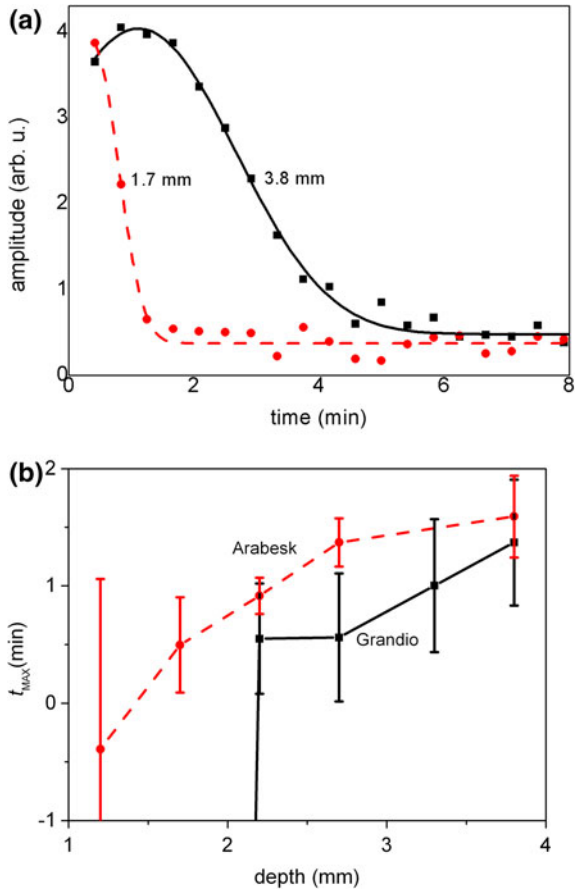 (a)
4
3
2
1
0
amplitude (arb. u.)
1.7 mm
3.8 mm
0
2
4
6
8
time (min)
(b)
2
1
0
-1
tMAX(min)
Arabesk
Grandio
1
2
3
4
depth (mm)